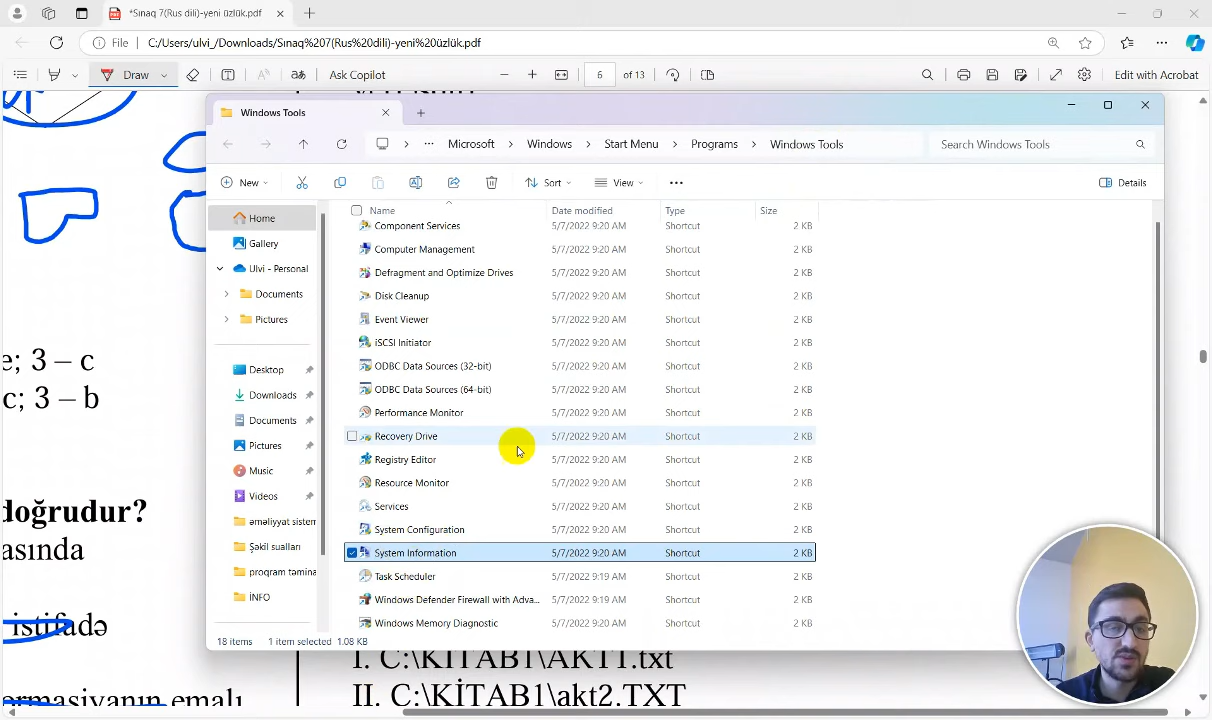 *Sınaq 7(Rus dili)-yeni üzlük.pdf
File C:/Users/ulvi_/Downloads/Sınaq%207(Rus%20dili)-yeni%20üzlük.pdf
Draw
Ask Copilot
6 of 13
Edit with Acrobat
Windows Tools
Microsoft > Windows > Start Menu > Programs > Windows Tools
Search Windows Tools
New
Sort
View
Details
Name Date modified Type Size
Home
Gallery
Ulvi - Personal
Documents
Pictures
Desktop
Downloads
Documents
Pictures
Music
Videos
əməliyyat sistem
Şəkil sualları
proqram təmina
İNFO
Component Services 5/7/2022 9:20 AM Shortcut 2 KB
Computer Management 5/7/2022 9:20 AM Shortcut 2 KB
Defragment and Optimize Drives 5/7/2022 9:20 AM Shortcut 2 KB
Disk Cleanup 5/7/2022 9:20 AM Shortcut 2 KB
Event Viewer 5/7/2022 9:20 AM Shortcut 2 KB
iSCSI Initiator 5/7/2022 9:20 AM Shortcut 2 KB
ODBC Data Sources (32-bit) 5/7/2022 9:20 AM Shortcut 2 KB
ODBC Data Sources (64-bit) 5/7/2022 9:20 AM Shortcut 2 KB
Performance Monitor 5/7/2022 9:20 AM Shortcut 2 KB
Recovery Drive 5/7/2022 9:20 AM Shortcut 2 KB
Registry Editor 5/7/2022 9:20 AM Shortcut 2 KB
Resource Monitor 5/7/2022 9:20 AM Shortcut 2 KB
Services 5/7/2022 9:20 AM Shortcut 2 KB
System Configuration 5/7/2022 9:20 AM Shortcut 2 KB
System Information 5/7/2022 9:20 AM Shortcut 2 KB
Task Scheduler 5/7/2022 9:19 AM Shortcut 2 KB
Windows Defender Firewall with Adva... 5/7/2022 9:19 AM Shortcut 2 KB
Windows Memory Diagnostic 5/7/2022 9:20 AM Shortcut 2 KB
18 items 1 item selected 1.08 KB
e; 3 – c
c; 3 – b
doğrudur?
asında
istifadə
ormasiyanın emalı
I. C:\KİTAB1\AKT1.txt
II. C:\KİTAB1\akt2.TXT